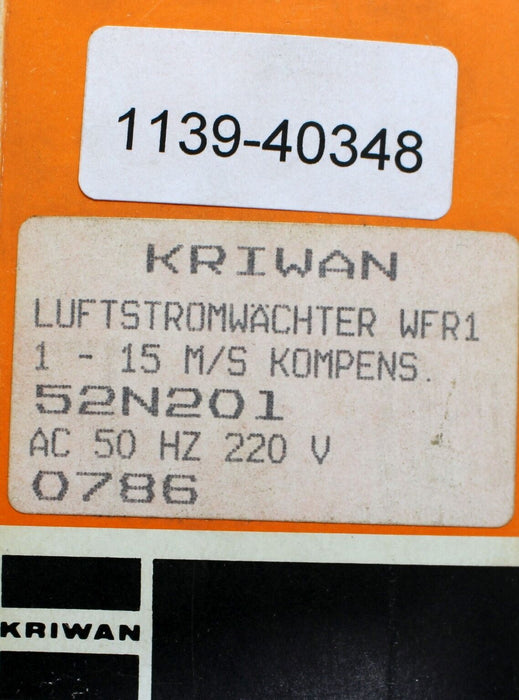 1139-40348
KRIWAN
LUFTSTROMWÄCHTER WFR1
1 - 15 M/S KOMPENS.
52N201
AC 50 HZ 220 V
0786
KRIWAN